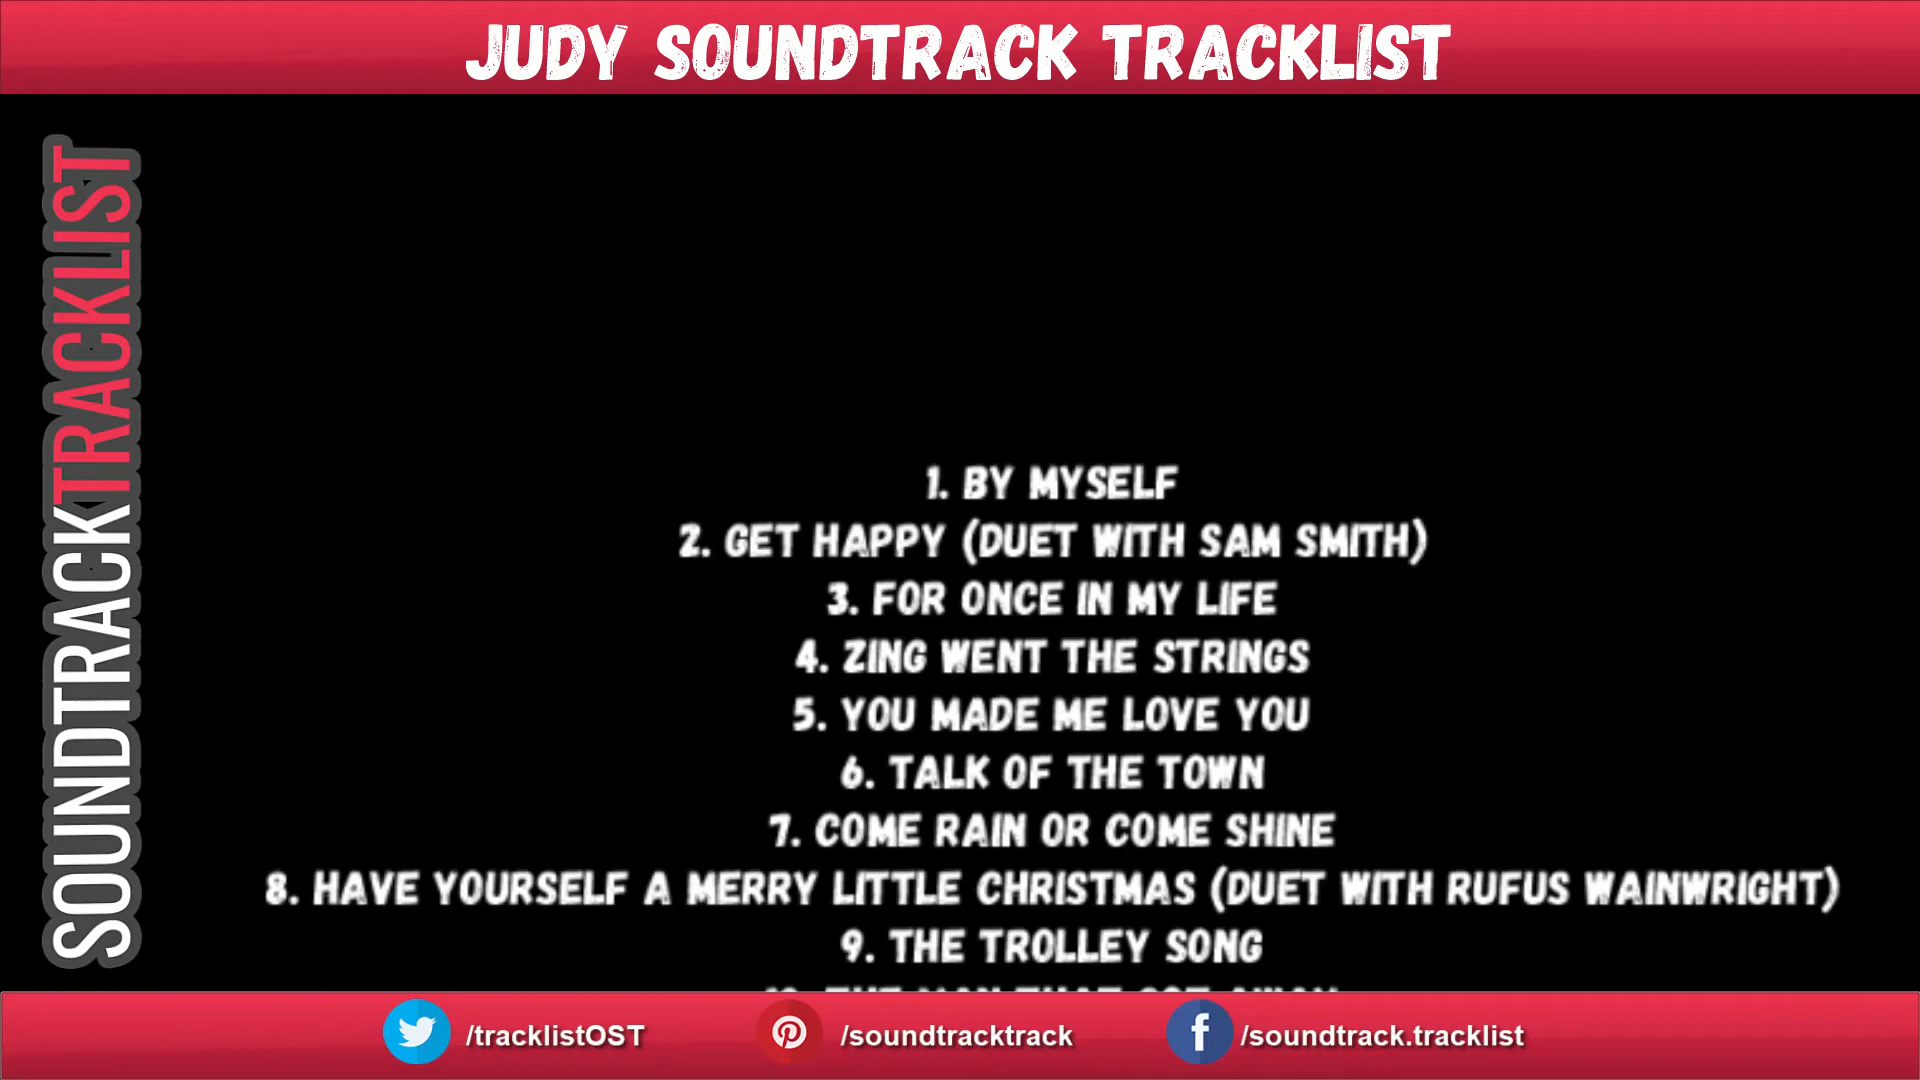 JUDY SOUNDTRACK TRACKLIST
SOUNDTRACKTRACKLIST
1. BY MYSELF
2. GET HAPPY (DUET WITH SAM SMITH)
3. FOR ONCE IN MY LIFE
4. ZING WENT THE STRINGS
5. YOU MADE ME LOVE YOU
6. TALK OF THE TOWN
7. COME RAIN OR COME SHINE
8. HAVE YOURSELF A MERRY LITTLE CHRISTMAS (DUET WITH RUFUS WAINWRIGHT)
9. THE TROLLEY SONG
/tracklistOST
/soundtracktrack
/soundtrack.tracklist